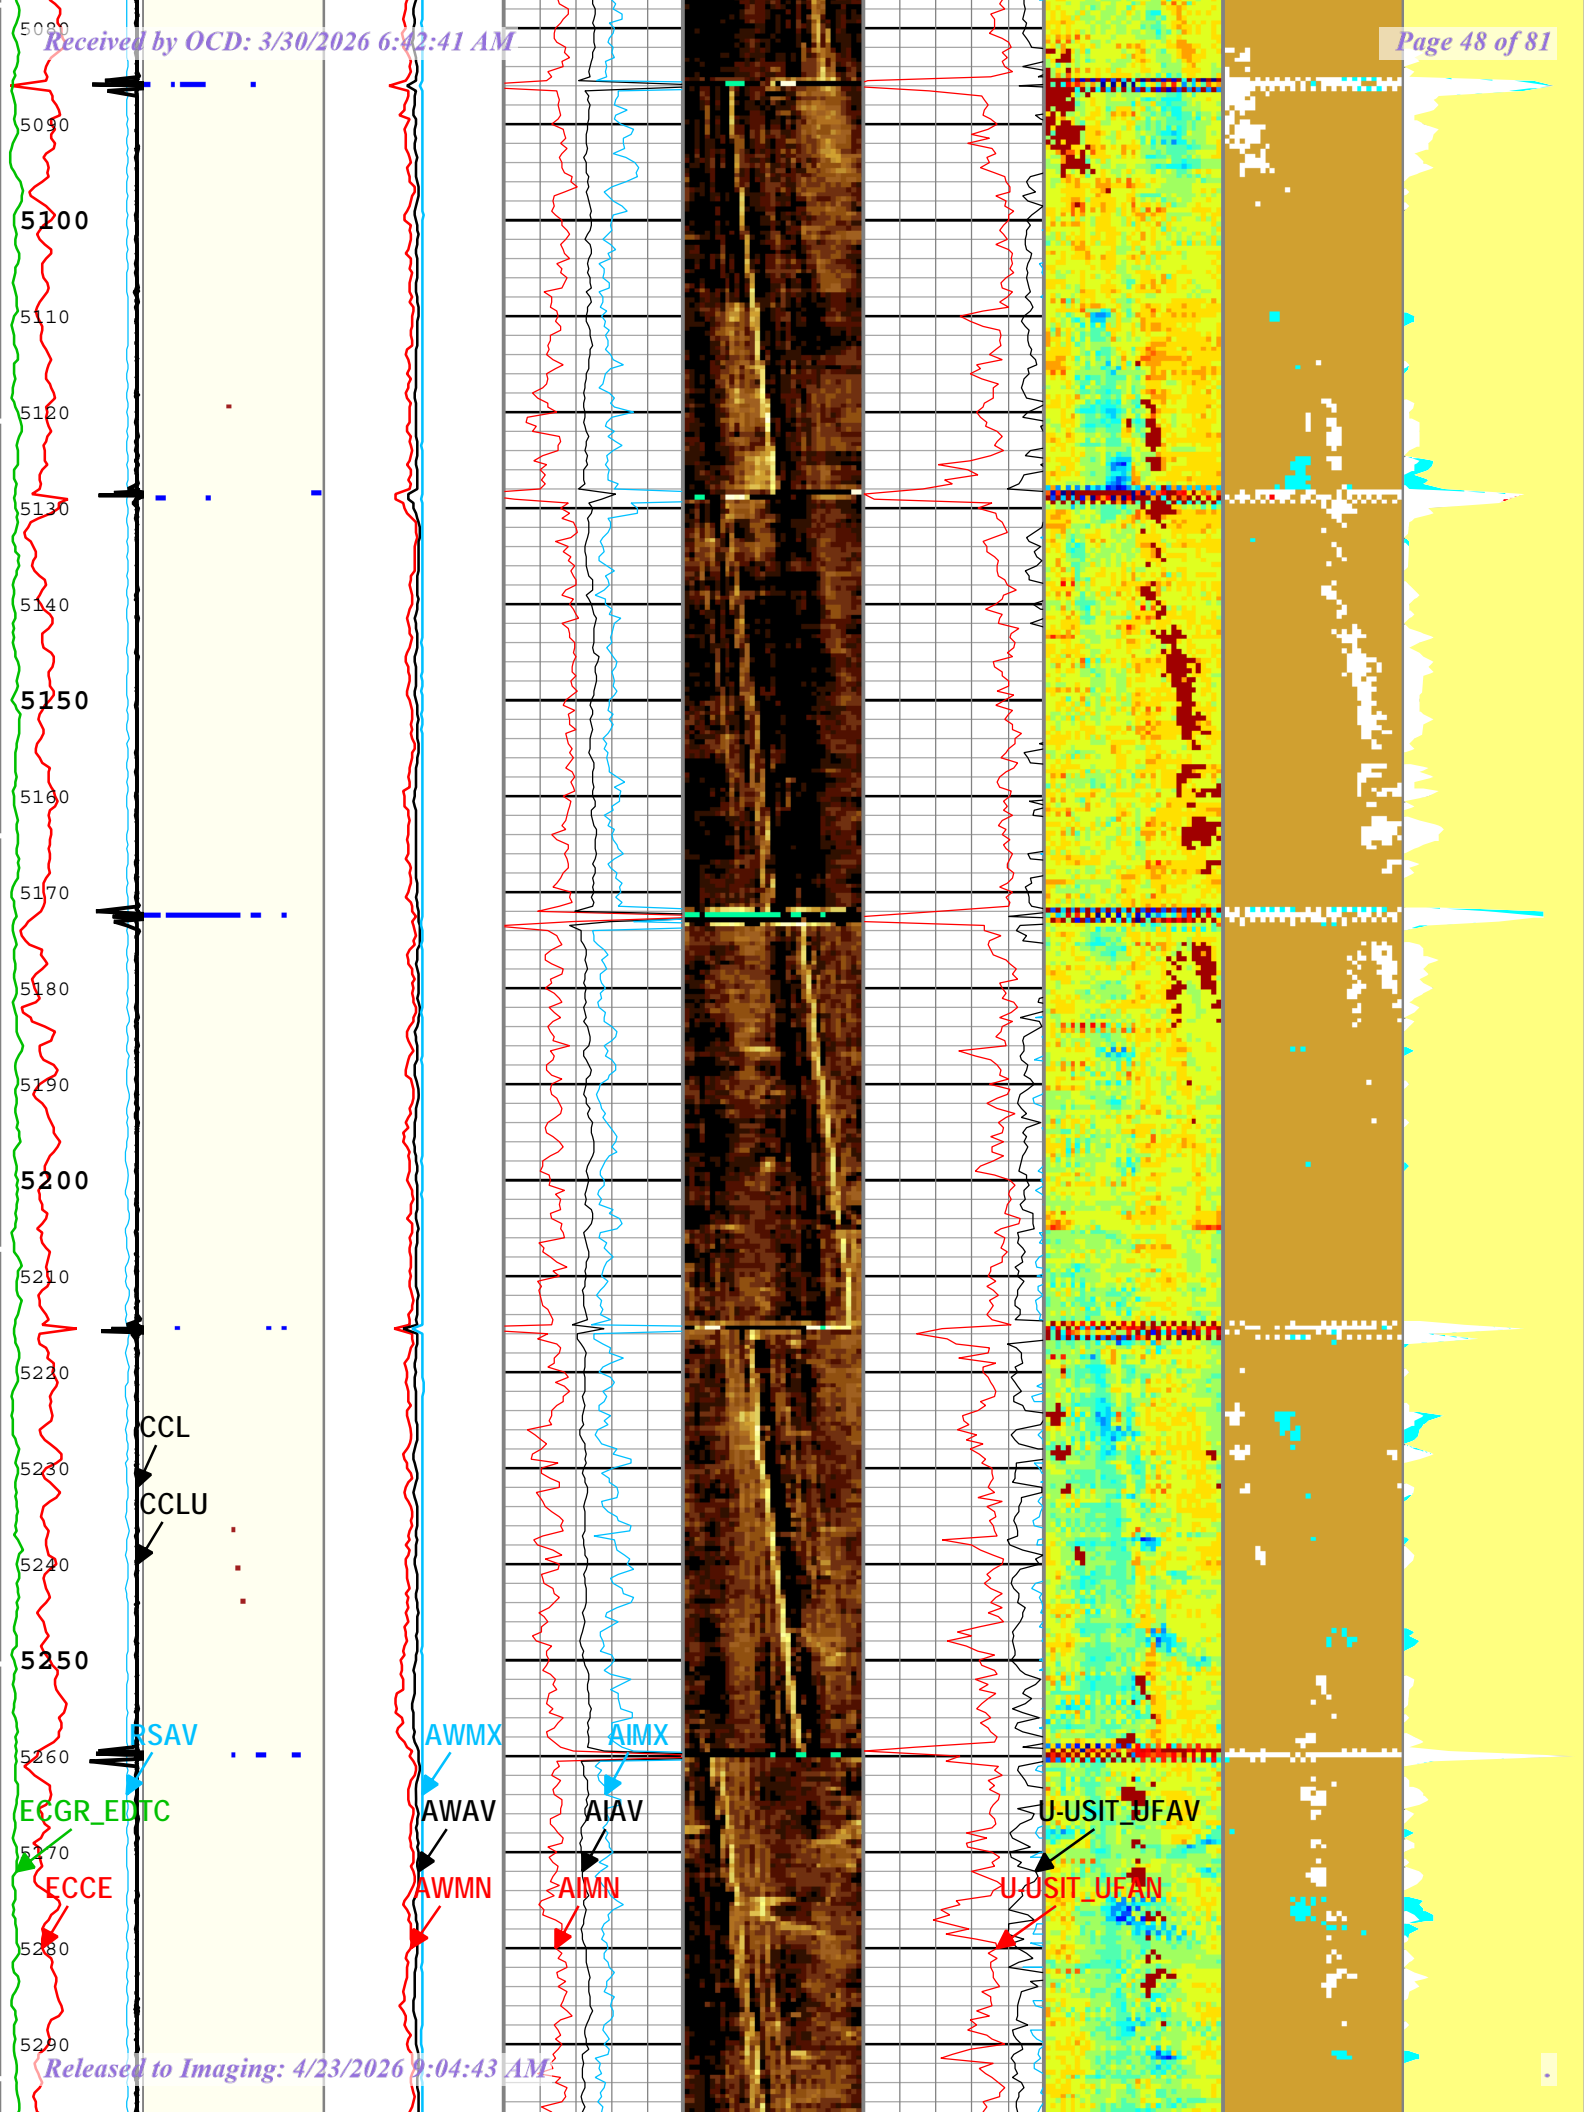 5080
Received by OCD: 3/30/2026 6:42:41 AM
Page 48 of 81
5090
5100
5110
5120
5130
5140
5150
5160
5170
5180
5190
5200
5210
5220
CCL
5230
CCLU
5240
5250
RSAV
AWMX
AIMX
5260
ECGR_EDTC
AWAV
AIAV
U-USIT_UFAV
5270
ECCE
AWMN
AIMN
U-USIT_UFAN
5280
5290
Released to Imaging: 4/23/2026 9:04:43 AM